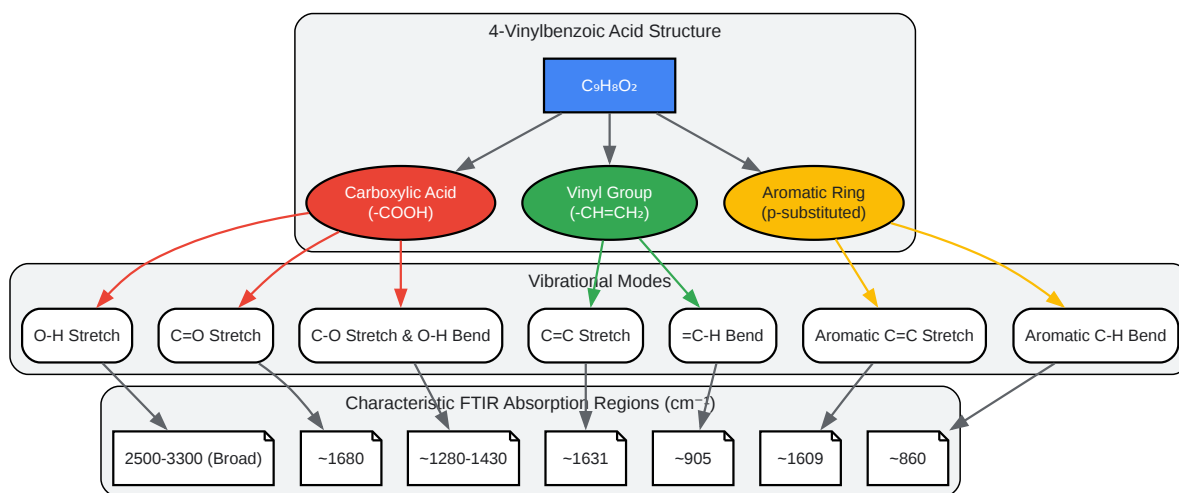 4-Vinylbenzoic Acid Structure
C₉H₈O₂
Carboxylic Acid
(-COOH)
Vinyl Group
(-CH=CH₂)
Aromatic Ring
(p-substituted)
Vibrational Modes
O-H Stretch
C=O Stretch
C-O Stretch & O-H Bend
C=C Stretch
=C-H Bend
Aromatic C=C Stretch
Aromatic C-H Bend
Characteristic FTIR Absorption Regions (cm⁻¹)
2500-3300 (Broad)
~1680
~1280-1430
~1631
~905
~1609
~860